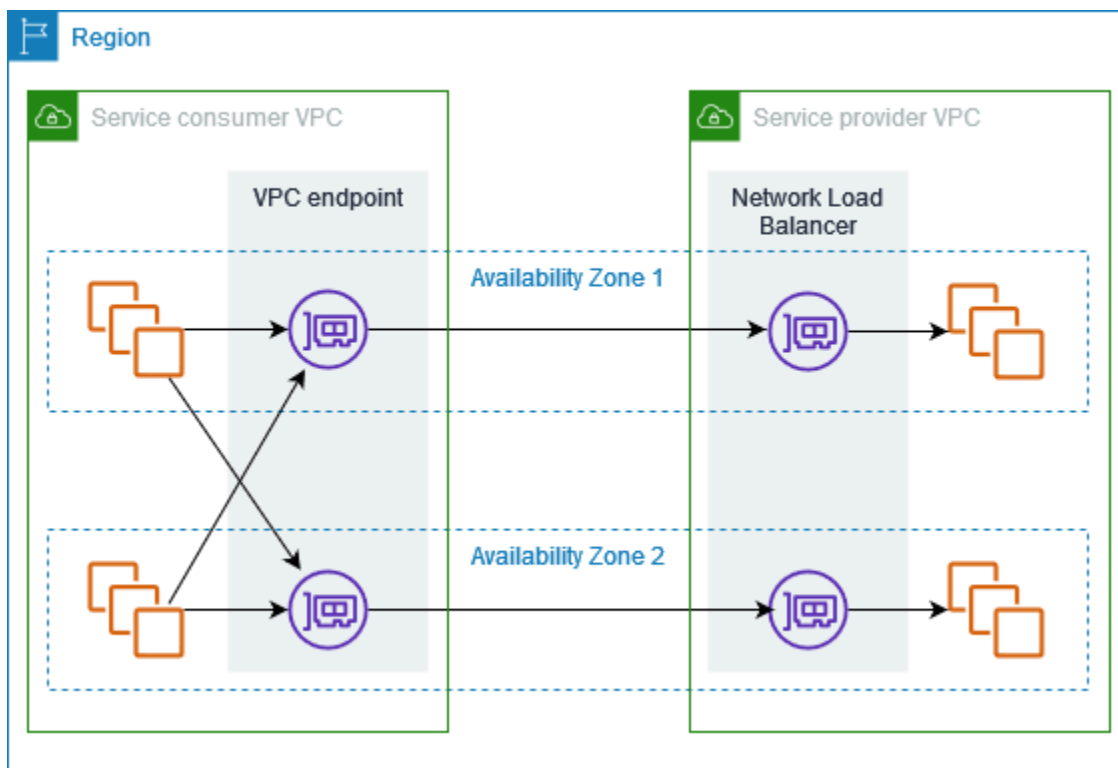 Region
Service consumer VPC
Service provider VPC
VPC endpoint
Network Load
Balancer
Availability Zone 1
Availability Zone 2